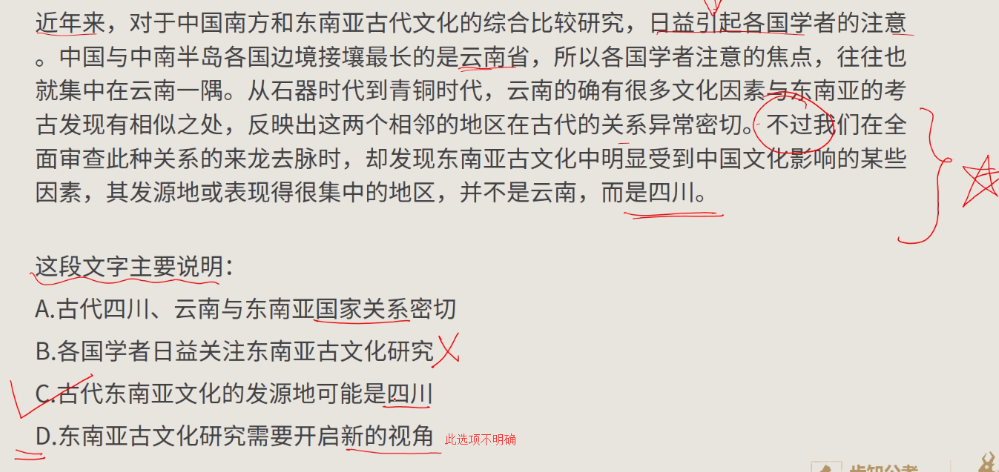 近年来，对于中国南方和东南亚古代文化的综合比较研究，日益引起各国学者的注意
。中国与中南半岛各国边境接壤最长的是云南省，所以各国学者注意的焦点，往往也
就集中在云南一隅。从石器时代到青铜时代，云南的确有很多文化因素与东南亚的考
古发现有相似之处，反映出这两个相邻的地区在古代的关系异常密切。不过我们在全
面审查此种关系的来龙去脉时，却发现东南亚古文化中明显受到中国文化影响的某些
因素，其发源地或表现得很集中的地区，并不是云南，而是四川。
这段文字主要说明：
A.古代四川、云南与东南亚国家关系密切
B.各国学者日益关注东南亚古文化研究
C.古代东南亚文化的发源地可能是四川
D.东南亚古文化研究需要开启新的视角 此选项不明确